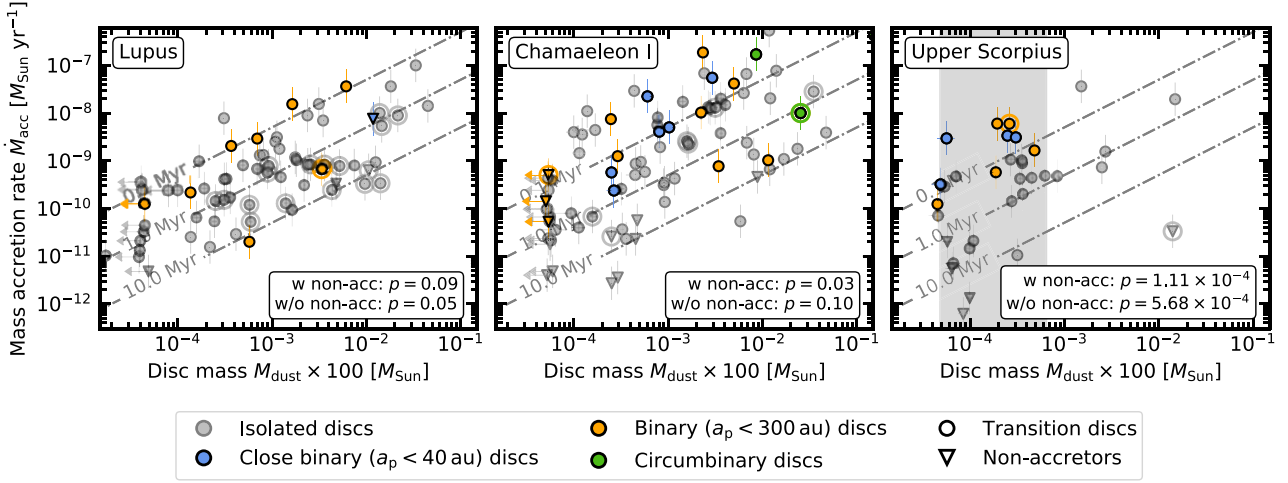 Mass accretion rate Ṁacc [MSun yr−1]
10−7
10−8
10−9
10−10
10−11
10−12
Lupus
0.1 Myr
1.0 Myr
10.0 Myr
w non-acc: p = 0.09
w/o non-acc: p = 0.05
10−4 10−3 10−2 10−1
Disc mass Mdust × 100 [MSun]
Chamaeleon I
0.1 Myr
1.0 Myr
10.0 Myr
w non-acc: p = 0.03
w/o non-acc: p = 0.10
10−4 10−3 10−2 10−1
Disc mass Mdust × 100 [MSun]
Upper Scorpius
0.1 Myr
1.0 Myr
10.0 Myr
w non-acc: p = 1.11 × 10−4
w/o non-acc: p = 5.68 × 10−4
10−4 10−3 10−2 10−1
Disc mass Mdust × 100 [MSun]
Isolated discs
Close binary (ap < 40 au) discs
Binary (ap < 300 au) discs
Circumbinary discs
Transition discs
Non-accretors